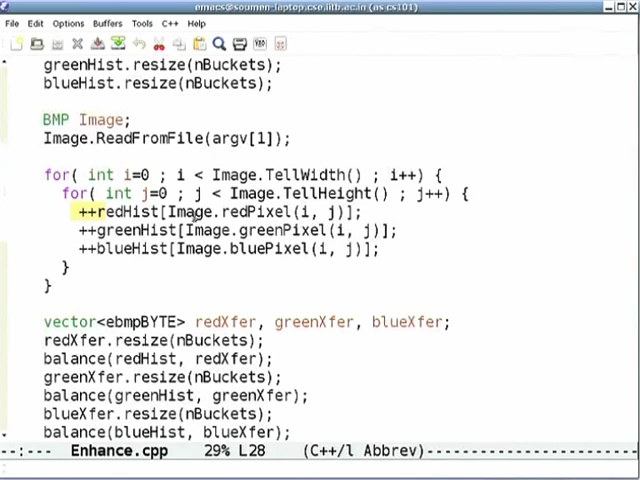 emacs@soumen-laptop.cse.iitb.ac.in (as cs101)
File Edit Options Buffers Tools C++ Help
greenHist.resize(nBuckets);
blueHist.resize(nBuckets);
BMP Image;
Image.ReadFromFile(argv[1]);
for( int i=0 ; i < Image.TellWidth() ; i++) {
for( int j=0 ; j < Image.TellHeight() ; j++) {
++redHist[Image.redPixel(i, j)];
++greenHist[Image.greenPixel(i, j)];
++blueHist[Image.bluePixel(i, j)];
}
}
vector<ebmpBYTE> redXfer, greenXfer, blueXfer;
redXfer.resize(nBuckets);
balance(redHist, redXfer);
greenXfer.resize(nBuckets);
balance(greenHist, greenXfer);
blueXfer.resize(nBuckets);
balance(blueHist, blueXfer);
--:--- Enhance.cpp 29% L28 (C++/l Abbrev)-----------------------